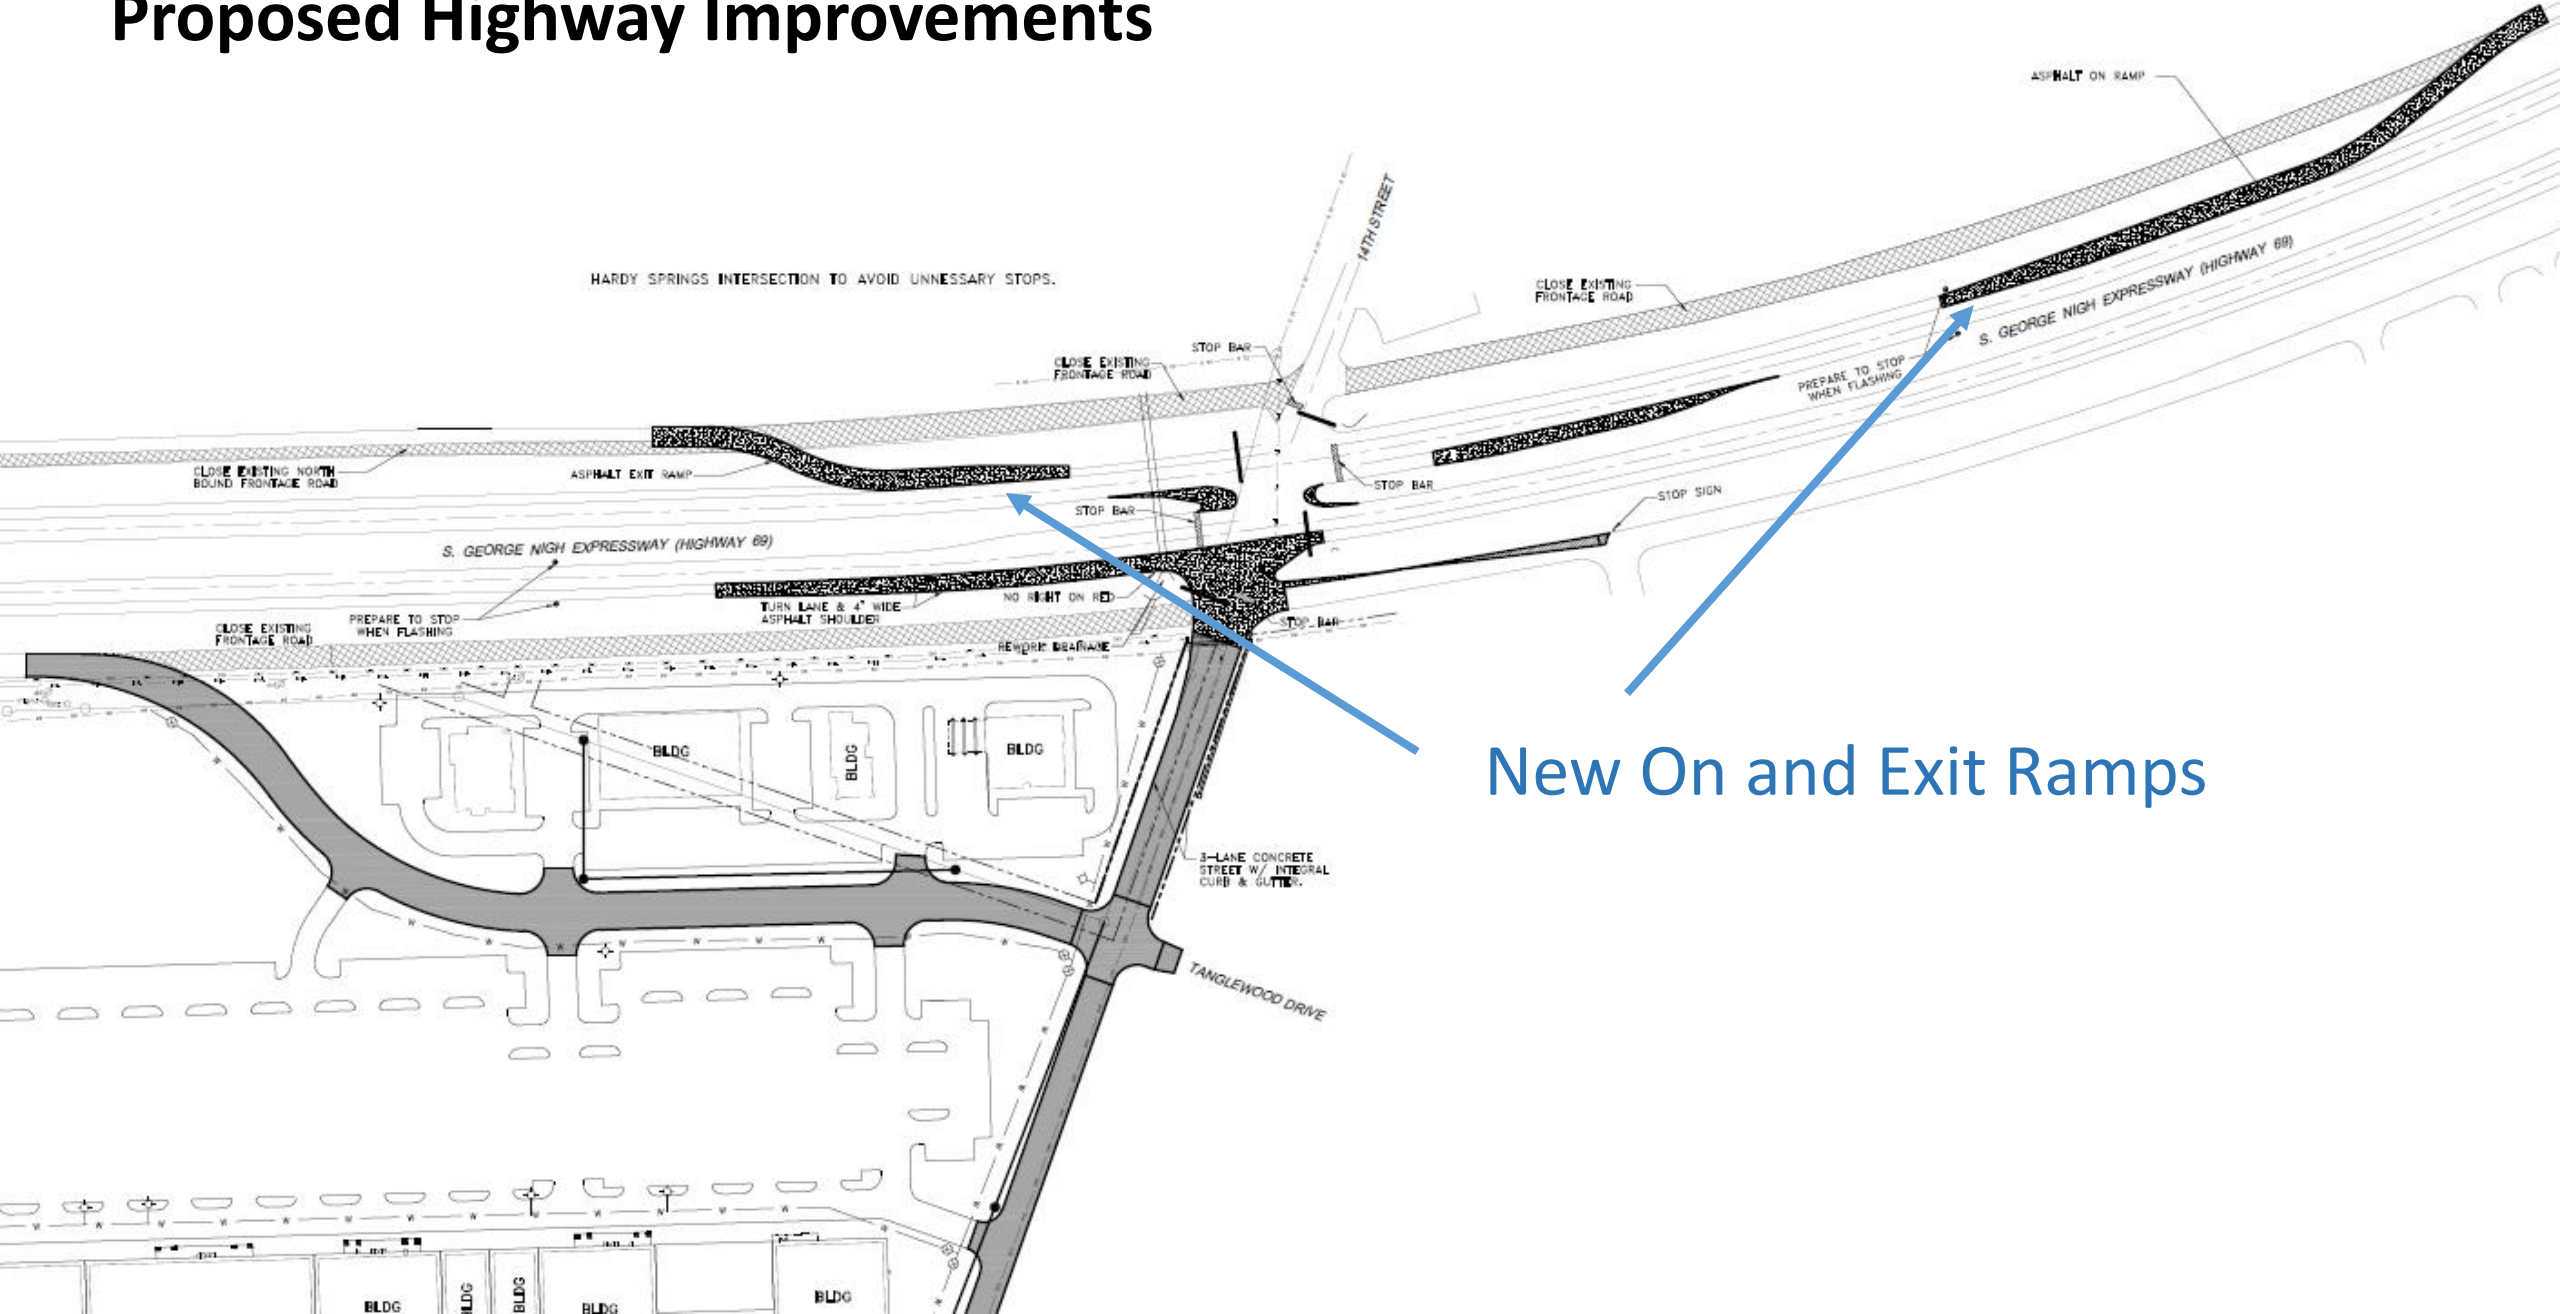 Proposed Highway Improvements
ASPHALT ON RAMP
14TH STREET
HARDY SPRINGS INTERSECTION TO AVOID UNNESSARY STOPS.
S. GEORGE NIGH EXPRESSWAY (HIGHWAY 69)
CLOSE EXISTING
FRONTAGE ROAD
STOP BAR
CLOSE EXISTING
FRONTAGE ROAD
PREPARE TO STOP
WHEN FLASHING
CLOSE EXISTING NORTH
BOUND FRONTAGE ROAD
ASPHALT EXIT RAMP
STOP BAR
STOP SIGN
STOP BAR
S. GEORGE NIGH EXPRESSWAY (HIGHWAY 69)
NO RIGHT ON RED
TURN LANE & 4' WIDE
ASPHALT SHOULDER
PREPARE TO STOP
WHEN FLASHING
STOP BAR
CLOSE EXISTING
FRONTAGE ROAD
REWORK DRAINAGE
BLDG
BLDG
BLDG
New On and Exit Ramps
3-LANE CONCRETE
STREET W/ INTEGRAL
CURB & GUTTER.
TANGLEWOOD DRIVE
BLDG
BLDG
BLDG
BLDG
BLDG